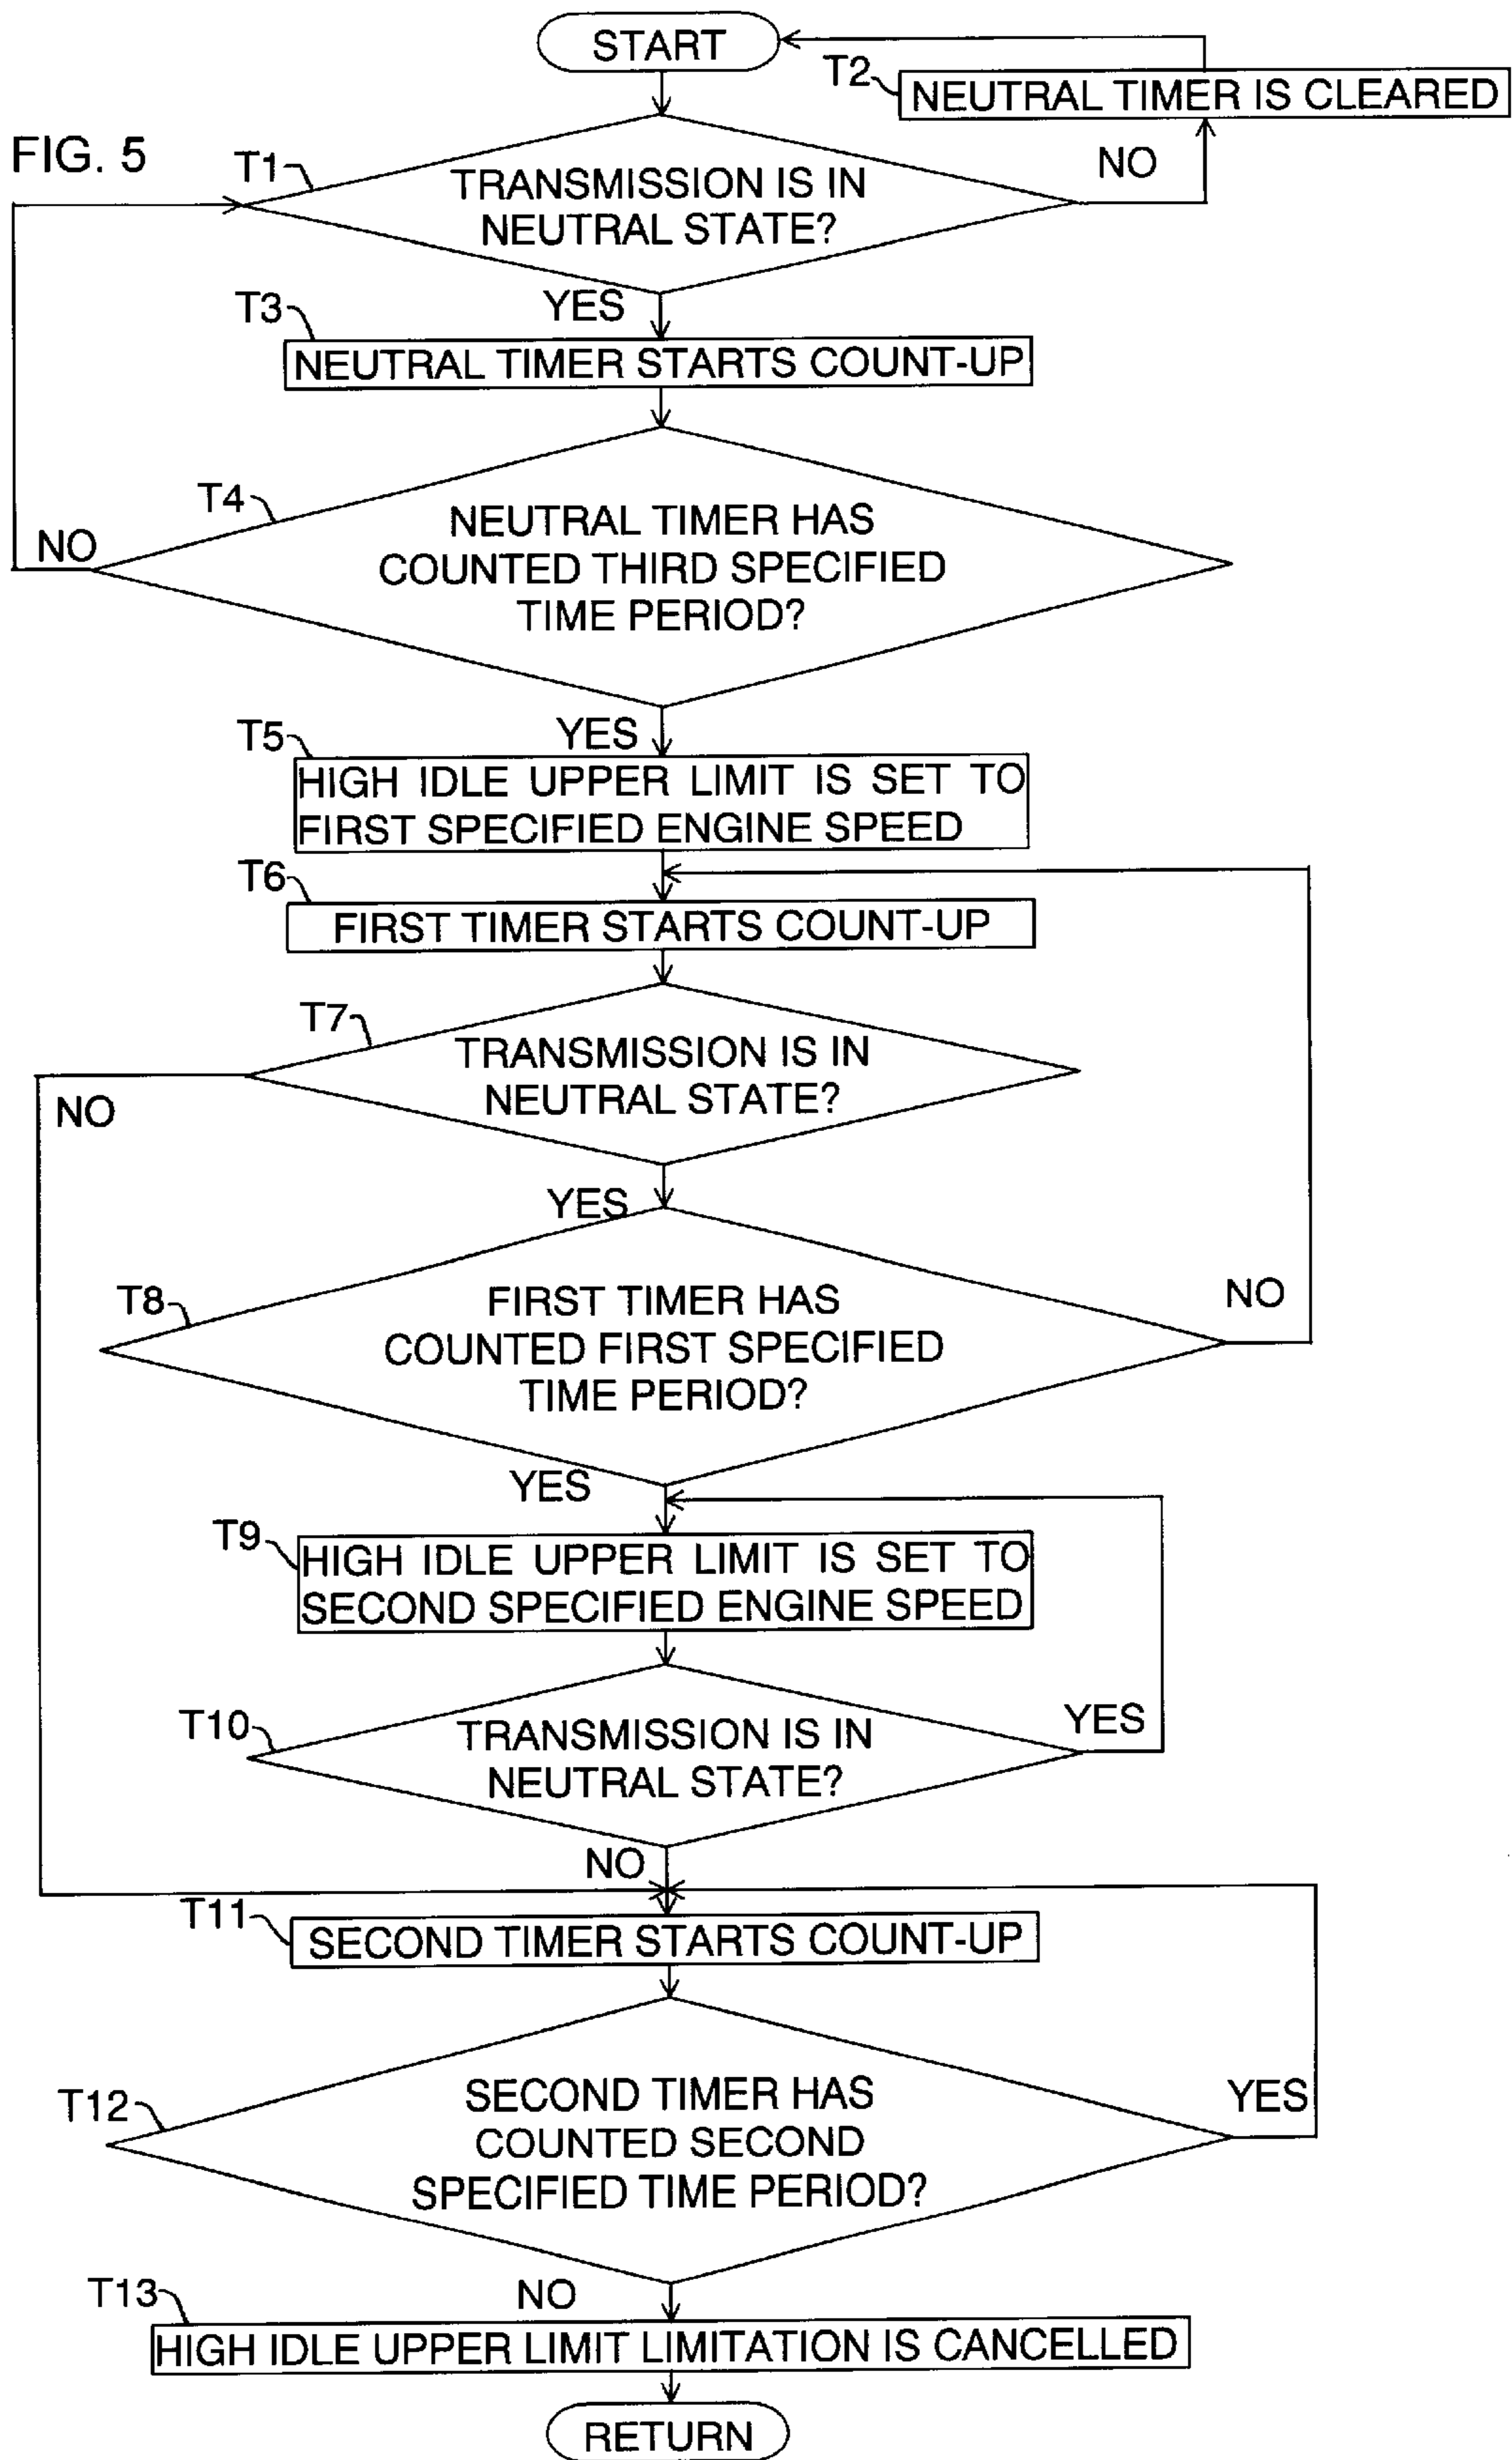 START
T2
NEUTRAL TIMER IS CLEARED
FIG. 5
T1
NO
TRANSMISSION IS IN
NEUTRAL STATE?
YES
T3
NEUTRAL TIMER STARTS COUNT-UP
T4
NO
NEUTRAL TIMER HAS
COUNTED THIRD SPECIFIED
TIME PERIOD?
YES
T5
HIGH IDLE UPPER LIMIT IS SET TO
FIRST SPECIFIED ENGINE SPEED
T6
FIRST TIMER STARTS COUNT-UP
T7
TRANSMISSION IS IN
NEUTRAL STATE?
NO
YES
T8
FIRST TIMER HAS
COUNTED FIRST SPECIFIED
TIME PERIOD?
NO
YES
T9
HIGH IDLE UPPER LIMIT IS SET TO
SECOND SPECIFIED ENGINE SPEED
T10
TRANSMISSION IS IN
NEUTRAL STATE?
YES
NO
T11
SECOND TIMER STARTS COUNT-UP
T12
SECOND TIMER HAS
COUNTED SECOND
SPECIFIED TIME PERIOD?
YES
NO
T13
HIGH IDLE UPPER LIMIT LIMITATION IS CANCELLED
RETURN